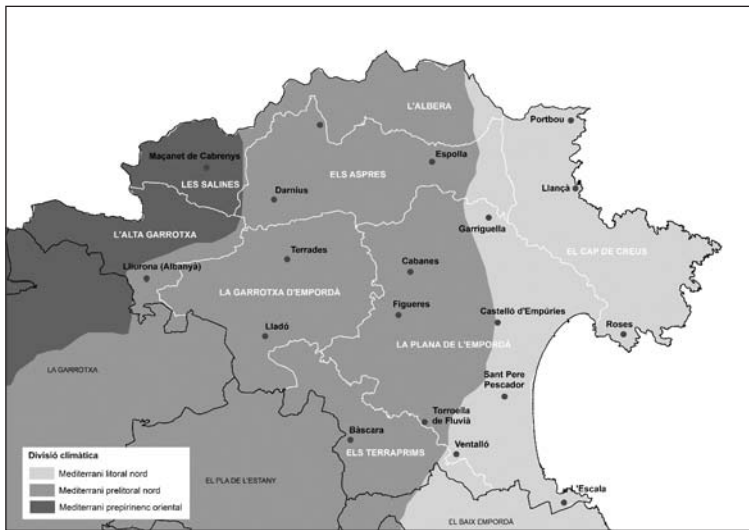 L'ALBERA
Portbou
Maçanet de Cabrenys
Espolla
LES SALINES
ELS ASPRES
Llançà
Darnius
L'ALTA GARROTXA
Garriguella
EL CAP DE CREUS
Terrades
Lliurona (Albanyà)
Cabanes
LA GARROTXA D'EMPORDÀ
Figueres
Castelló d'Empúries
Roses
Lladó
LA PLANA DE L'EMPORDÀ
LA GARROTXA
Sant Pere
Pescador
Torroella
de Fluvià
Bàscara
Ventalló
ELS TERRAPRIMS
Divisió climàtica
Mediterrani litoral nord
Mediterrani prelitoral nord
Mediterrani prepirinenc oriental
EL PLA DE L'ESTANY
L'Escala
EL BAIX EMPORDÀ